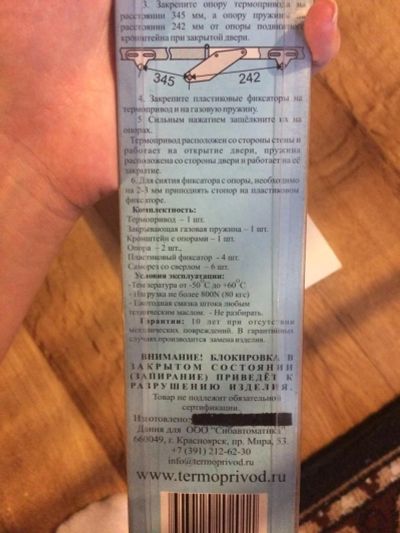 3. Закрепите опору термопривода на
расстоянии 345 мм, а опору пружины на
расстоянии 242 мм от опоры подвижного
кронштейна при закрытой двери.
345
242
4. Закрепите пластиковые фиксаторы на
термопривод и на газовую пружину.
5 Сильным нажатием защёлкните их на
опорах.
Термопривод расположен со стороны стены и
работает на открытие двери, пружина
расположена со стороны двери и работает на её
закрытие.
6. Для снятия фиксатора с опоры, необходимо
на 2-3 мм приподнять стопор на пластиковом
фиксаторе.
Комплектность:
Термопривод – 1 шт.
Закрывающая газовая пружина – 1 шт.
Кронштейн с опорами – 1 шт.
Опора – 2 шт.,
Пластиковый фиксатор - 4 шт.
Саморез со сверлом – 6 шт.
Условия эксплуатации:
-Температура от -50°С до +60°С
-Нагрузка не более 800N (80 кгс)
- Ежегодная смазка штока любым
техническим маслом. - Не разбирать.
Гарантии: 10 лет при отсутствии
механических повреждений. В гарантийных
случаях производится замена изделия.
ВНИМАНИЕ! БЛОКИРОВКА В
ЗАКРЫТОМ СОСТОЯНИИ
(ЗАПИРАНИЕ) ПРИВЕДЁТ К
РАЗРУШЕНИЮ ИЗДЕЛИЯ.
Товар не подлежит обязательной
сертификации.
Изготовлено:
Дания для ООО "Сибавтоматика"
660049, г. Красноярск, пр. Мира, 53.
+7 (391) 212-62-30
info@termoprivod.ru
www.termoprivod.ru